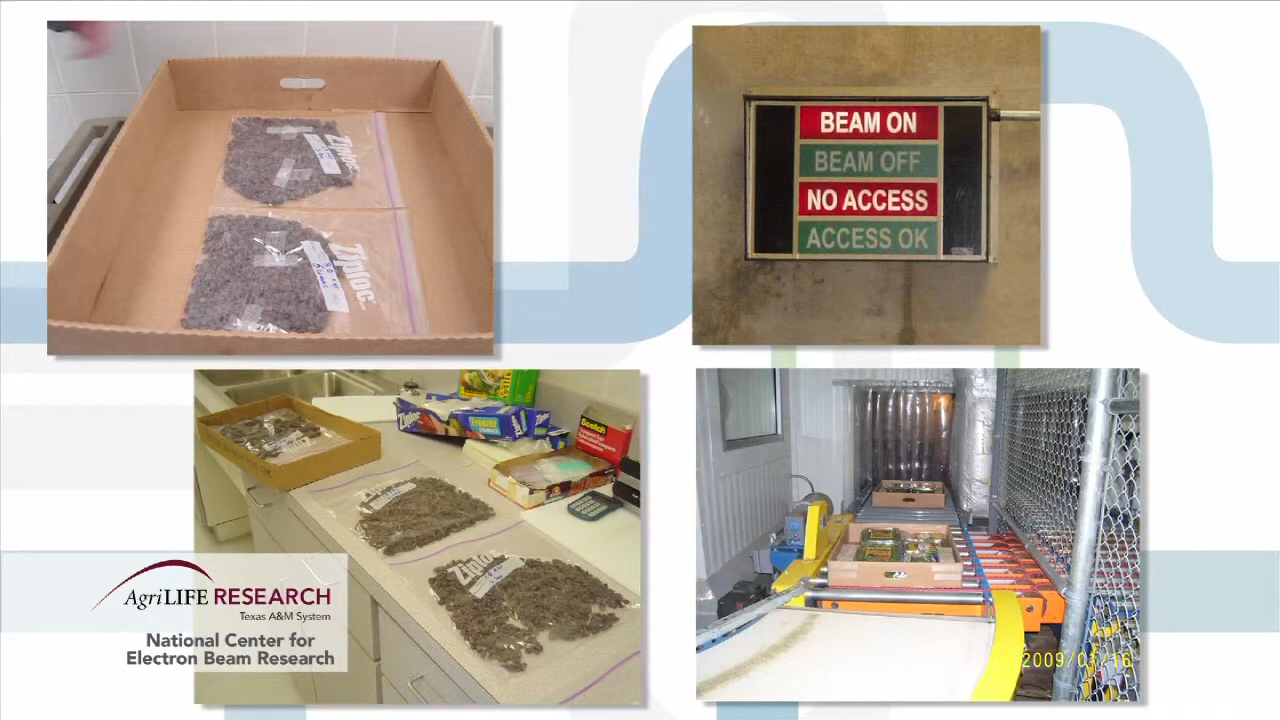 Ziploc
Ziploc
BEAM ON
BEAM OFF
NO ACCESS
ACCESS OK
Ziploc
Freezer
Scotch
Ziploc
AgriLIFE RESEARCH
Texas A&M System
National Center for
Electron Beam Research
2009/01/16